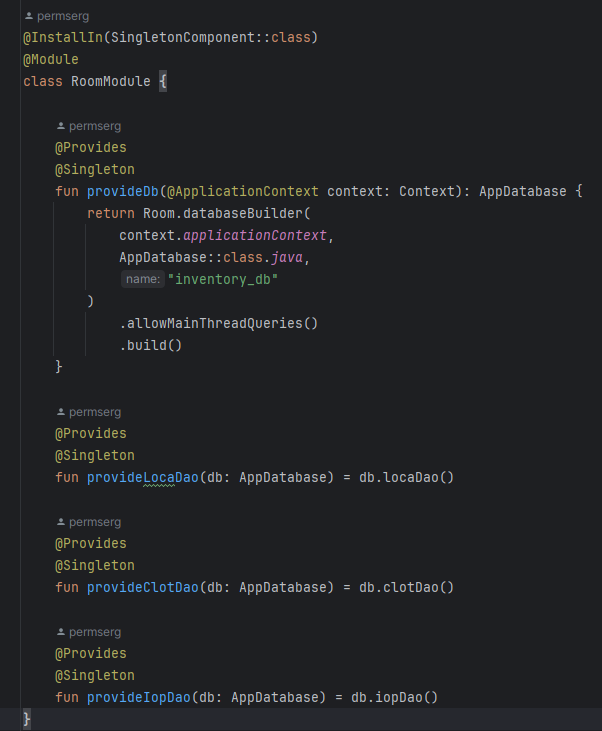 permserg
@InstallIn(SingletonComponent::class)
@Module
class RoomModule {
permserg
@Provides
@Singleton
fun provideDb(@ApplicationContext context: Context): AppDatabase {
return Room.databaseBuilder(
context.applicationContext,
AppDatabase::class.java,
name: "inventory_db"
)
.allowMainThreadQueries()
.build()
}
permserg
@Provides
@Singleton
fun provideLocaDao(db: AppDatabase) = db.locaDao()
permserg
@Provides
@Singleton
fun provideClotDao(db: AppDatabase) = db.clotDao()
permserg
@Provides
@Singleton
fun provideIopDao(db: AppDatabase) = db.iopDao()
}